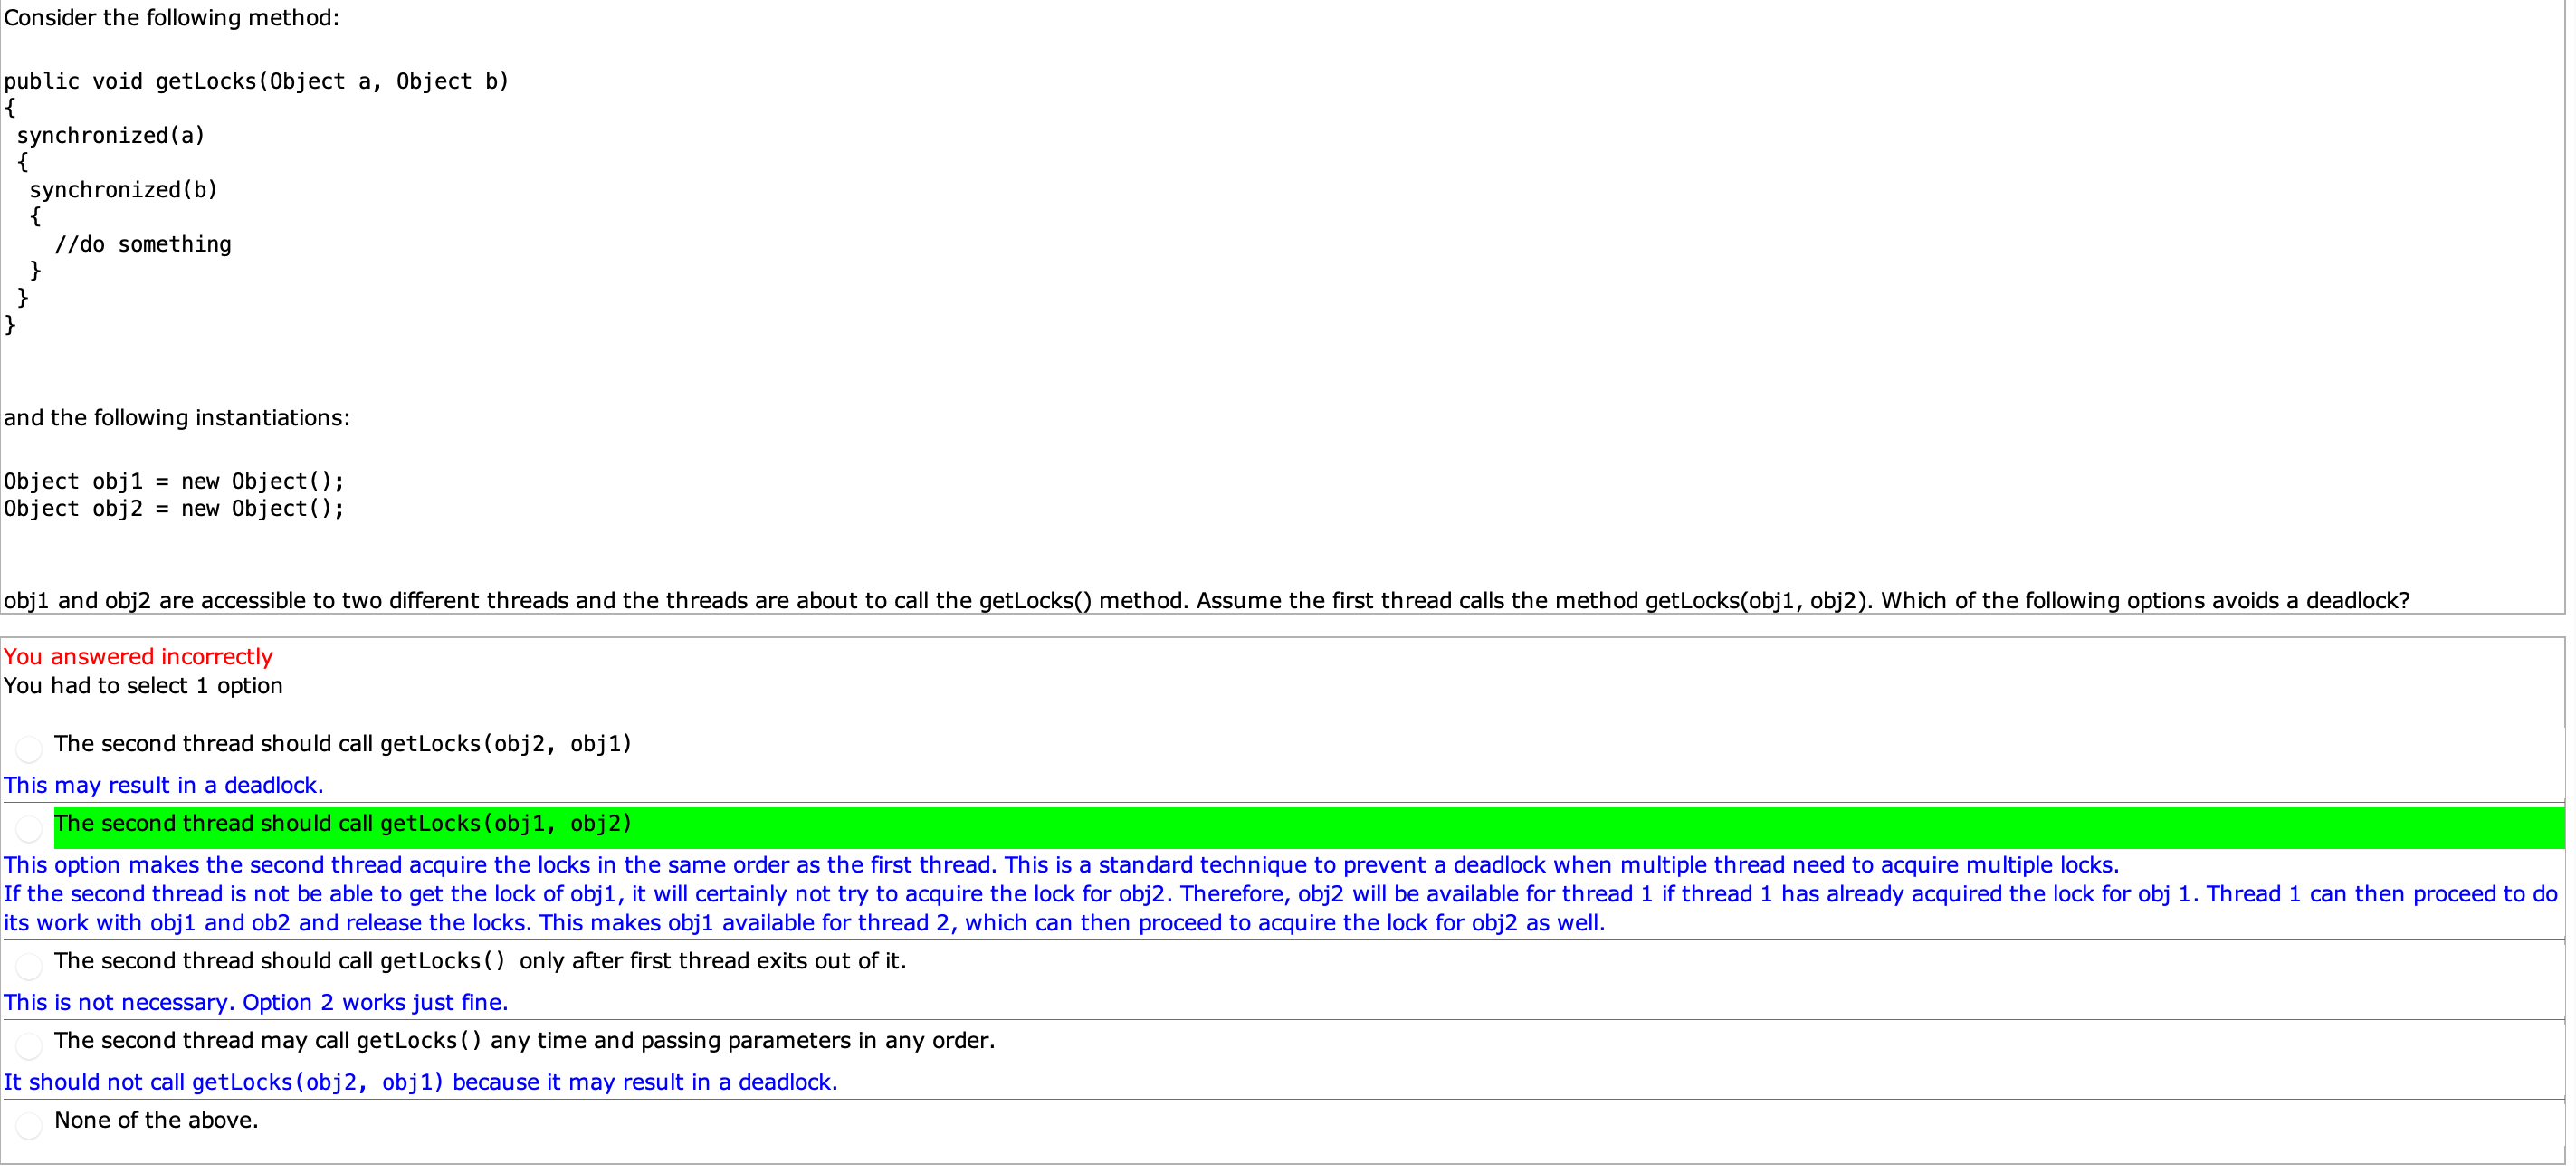 Consider the following method:
public void getLocks(Object a, Object b)
{
 synchronized(a)
 {
  synchronized(b)
  {
    //do something
  }
 }
}
and the following instantiations:
Object obj1 = new Object();
Object obj2 = new Object();
obj1 and obj2 are accessible to two different threads and the threads are about to call the getLocks() method. Assume the first thread calls the method getLocks(obj1, obj2). Which of the following options avoids a deadlock?
You answered incorrectly
You had to select 1 option
The second thread should call getLocks(obj2, obj1)
This may result in a deadlock.
The second thread should call getLocks(obj1, obj2)
This option makes the second thread acquire the locks in the same order as the first thread. This is a standard technique to prevent a deadlock when multiple thread need to acquire multiple locks.
If the second thread is not be able to get the lock of obj1, it will certainly not try to acquire the lock for obj2. Therefore, obj2 will be available for thread 1 if thread 1 has already acquired the lock for obj 1. Thread 1 can then proceed to do
its work with obj1 and ob2 and release the locks. This makes obj1 available for thread 2, which can then proceed to acquire the lock for obj2 as well.
The second thread should call getLocks() only after first thread exits out of it.
This is not necessary. Option 2 works just fine.
The second thread may call getLocks() any time and passing parameters in any order.
It should not call getLocks(obj2, obj1) because it may result in a deadlock.
None of the above.